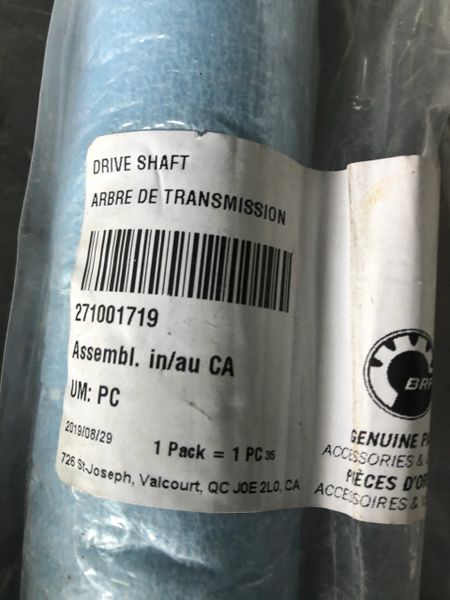 DRIVE SHAFT
ARBRE DE TRANSMISSION
271001719
Assembl. in/au CA
UM: PC
2019/08/29
1 Pack = 1 PC 35
726 St-Joseph, Valcourt, QC J0E 2L0, CA
BRP
GENUINE
ACCESSORIES &
PIÈCES D'OR
ACCESSOIRES &